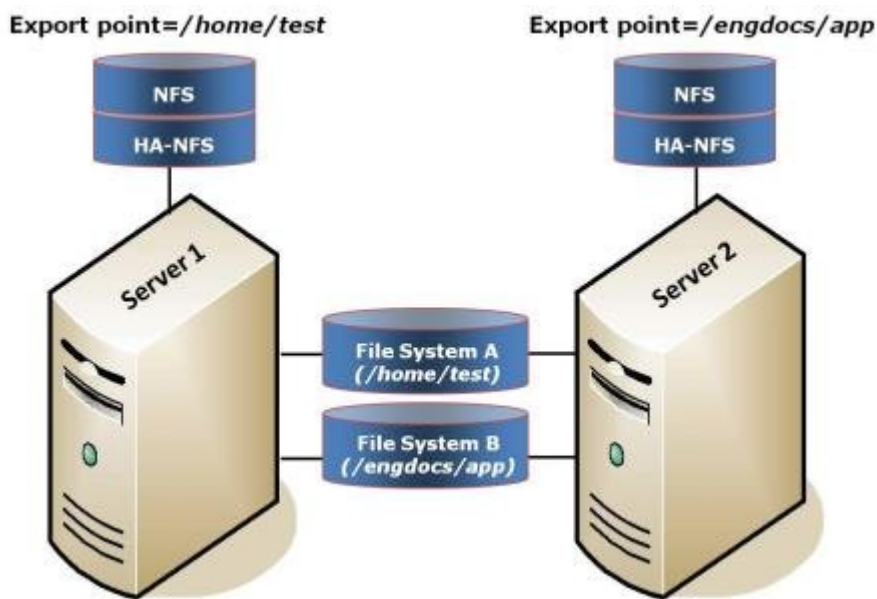 Export point=/home/test
Export point=/engdocs/app
NFS
HA-NFS
NFS
HA-NFS
Server 1
Server 2
File System A
(/home/test)
File System B
(/engdocs/app)